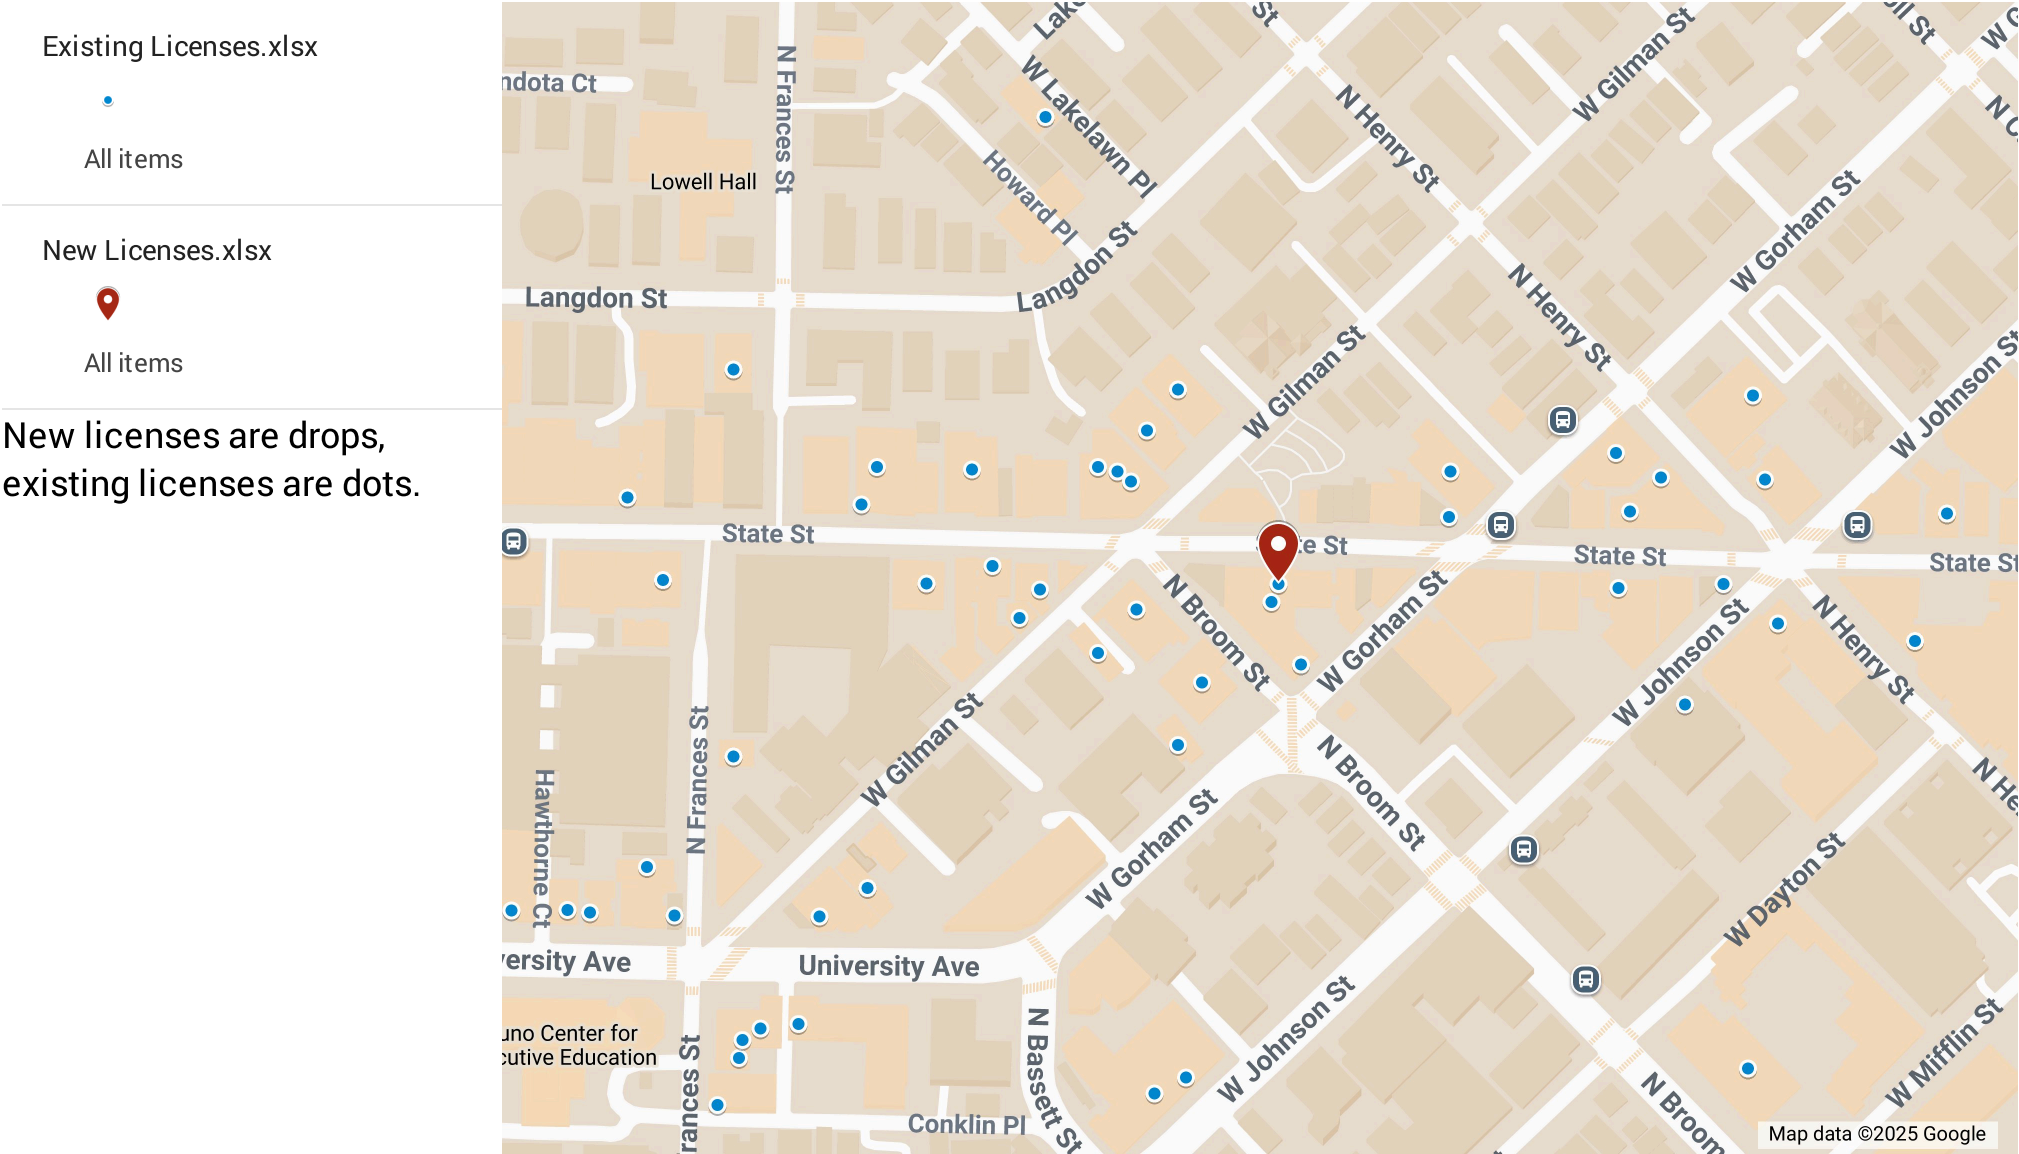 Existing Licenses.xlsx
All items
New Licenses.xlsx
All items
New licenses are drops,
existing licenses are dots.
ndota Ct
N Frances St
Lowell Hall
W Lakelawn Pl
Howard Pl
Langdon St
Langdon St
N Henry St
W Gilman St
W Gorham St
N Henry St
W Gilman St
W Johnson St
State St
te St
State St
State St
N Broom St
W Gorham St
W Johnson St
N Henry St
W Gilman St
N Frances St
Hawthorne Ct
N Broom St
W Gorham St
W Dayton St
versity Ave
University Ave
uno Center for
cutive Education
rances St
N Bassett St
W Johnson St
W Mifflin St
Conklin Pl
N Broom
Map data ©2025 Google